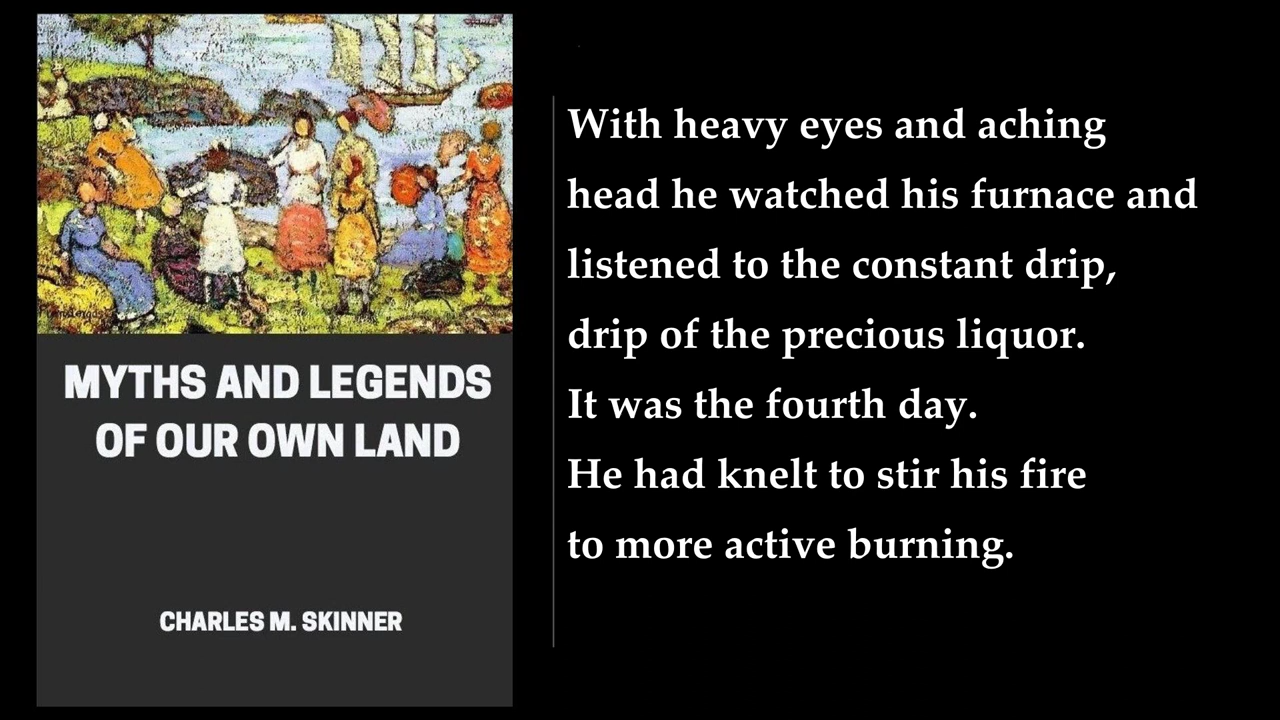 MYTHS AND LEGENDS
OF OUR OWN LAND
CHARLES M. SKINNER
With heavy eyes and aching
head he watched his furnace and
listened to the constant drip,
drip of the precious liquor.
It was the fourth day.
He had knelt to stir his fire
to more active burning.